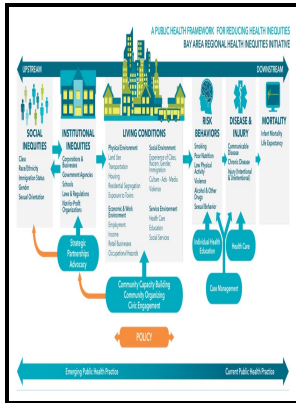 A PUBLIC HEALTH FRAMEWORK FOR REDUCING HEALTH INEQUITIES
BAY AREA REGIONAL HEALTH INEQUITIES INITIATIVE
UPSTREAM
DOWNSTREAM
SOCIAL
INEQUITIES
Class
Race/Ethnicity
Immigration Status
Gender
Sexual Orientation
INSTITUTIONAL
INEQUITIES
Corporations &
Businesses
Government Agencies
Schools
Laws & Regulations
Not-for-Profit
Organizations
LIVING CONDITIONS
Physical Environment
Land Use
Transportation
Housing
Residential Segregation
Exposure to Toxins
Economic & Work
Environment
Employment
Income
Retail Businesses
Occupational Hazards
Social Environment
Experience of Class,
Racism, Gender,
Immigration
Culture - Ads - Media
Violence
Service Environment
Health Care
Education
Social Services
RISK
BEHAVIORS
Smoking
Poor Nutrition
Low Physical
Activity
Violence
Alcohol & Other
Drugs
Sexual Behavior
DISEASE &
INJURY
Communicable
Disease
Chronic Disease
Injury (Intentional
& Unintentional)
MORTALITY
Infant Mortality
Life Expectancy
Strategic
Partnerships
Advocacy
Community Capacity Building
Community Organizing
Civic Engagement
Individual Health
Education
Health Care
Case Management
POLICY
Emerging Public Health Practice
Current Public Health Practice